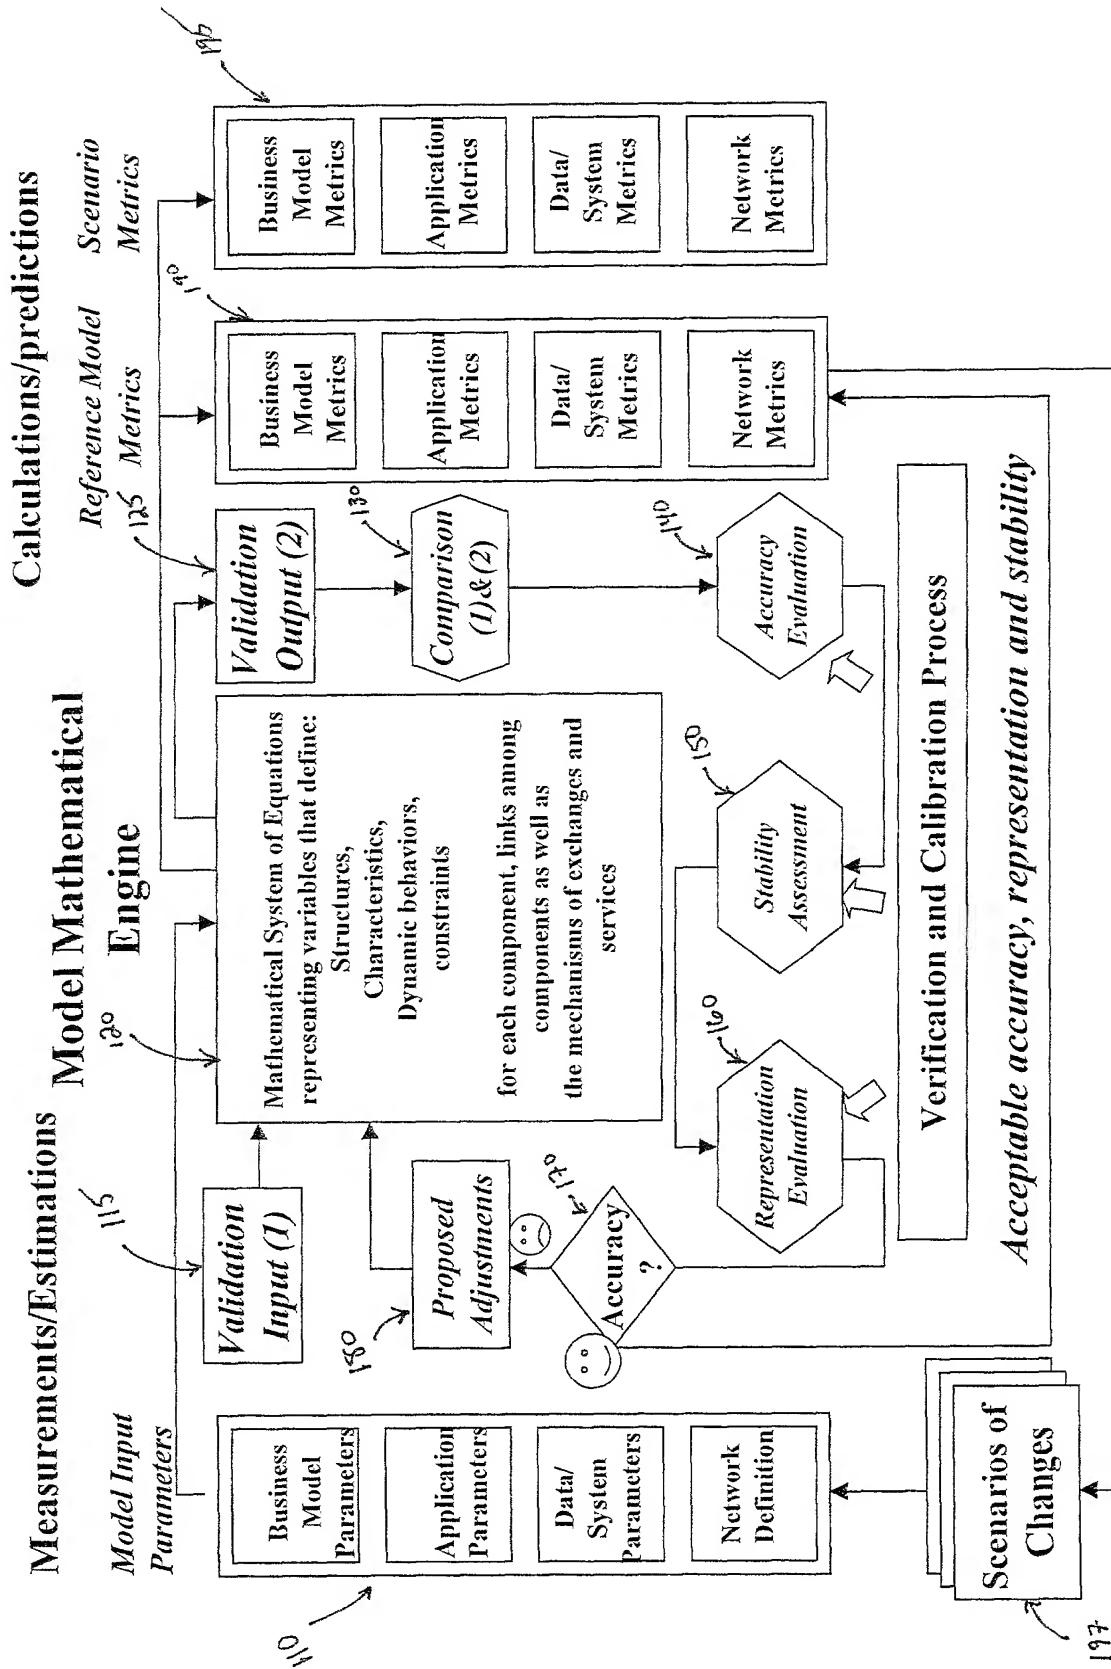 Measurements/Estimations
Model Mathematical
Engine
Calculations/predictions
Model Input
Parameters
Reference Model
Metrics
Scenario
Metrics
110
Business
Model
Parameters
Application
Parameters
Data/
System
Parameters
Network
Definition
115
Validation
Input (1)
120
Mathematical System of Equations
representing variables that define:
Structures,
Characteristics,
Dynamic behaviors,
constraints
for each component, links among
components as well as
the mechanisms of exchanges and
services
125
Validation
Output (2)
130
Comparison
(1)&(2)
140
Accuracy
Evaluation
150
Stability
Assessment
160
Representation
Evaluation
170
Accuracy
?
180
Proposed
Adjustments
190
Business
Model
Metrics
Application
Metrics
Data/
System
Metrics
Network
Metrics
195
Business
Model
Metrics
Application
Metrics
Data/
System
Metrics
Network
Metrics
Verification and Calibration Process
Acceptable accuracy, representation and stability
Scenarios of
Changes
197